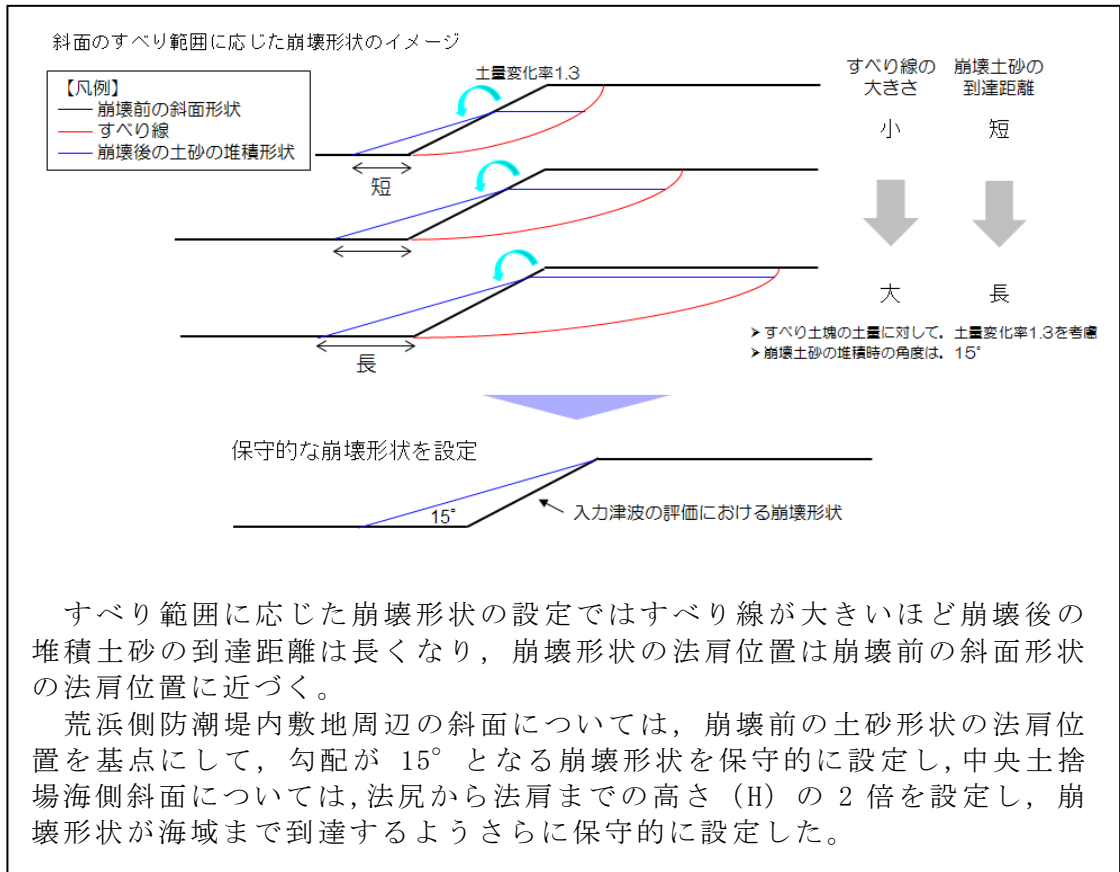 斜面のすべり範囲に応じた崩壊形状のイメージ
【凡例】
崩壊前の斜面形状
すべり線
崩壊後の土砂の堆積形状
土量変化率1.3
すべり線の
大きさ
崩壊土砂の
到達距離
小
短
短
大
長
長
➤すべり土塊の土量に対して，土量変化率1.3を考慮
➤崩壊土砂の堆積時の角度は，15°
保守的な崩壊形状を設定
15°
入力津波の評価における崩壊形状
すべり範囲に応じた崩壊形状の設定ではすべり線が大きいほど崩壊後の
堆積土砂の到達距離は長くなり，崩壊形状の法肩位置は崩壊前の斜面形状
の法肩位置に近づく。
荒浜側防潮堤内敷地周辺の斜面については，崩壊前の土砂形状の法肩位
置を基点にして，勾配が 15°となる崩壊形状を保守的に設定し,中央土捨
場海側斜面については,法尻から法肩までの高さ（H）の 2 倍を設定し，崩
壊形状が海域まで到達するようさらに保守的に設定した。